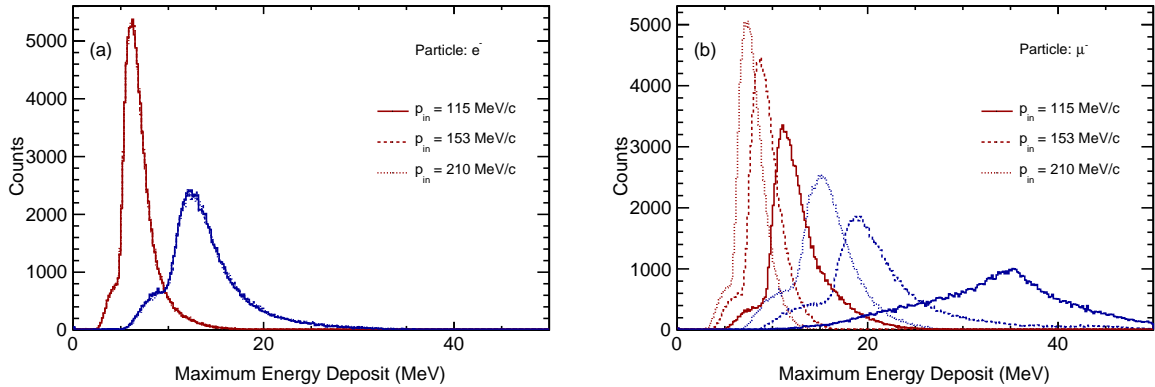 (a)
Particle: e-
p_in = 115 MeV/c
p_in = 153 MeV/c
p_in = 210 MeV/c
5000
4000
3000
2000
1000
0
Counts
0 20 40
Maximum Energy Deposit (MeV)
(b)
Particle: μ-
p_in = 115 MeV/c
p_in = 153 MeV/c
p_in = 210 MeV/c
5000
4000
3000
2000
1000
0
Counts
0 20 40
Maximum Energy Deposit (MeV)